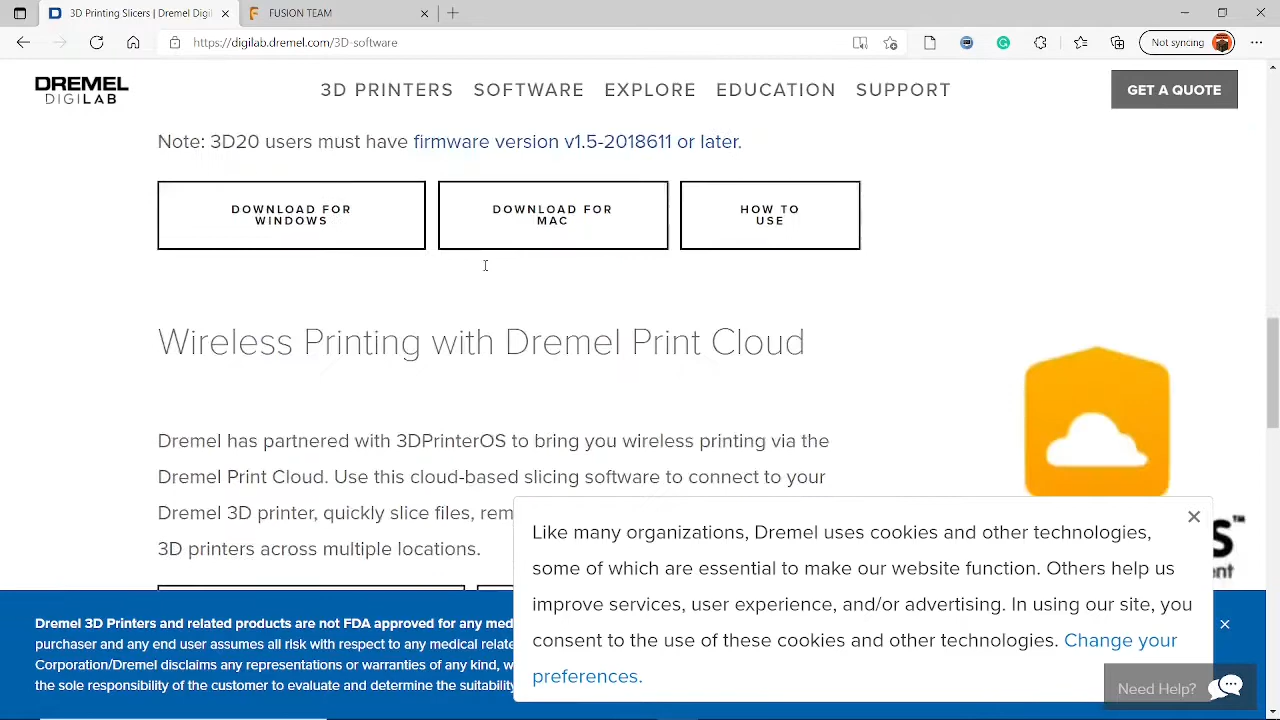 3D Printing Slicers | Dremel Digil
FUSION TEAM
https://digilab.dremel.com/3D-software
Not syncing
DREMEL
DIGILAB
3D PRINTERS
SOFTWARE
EXPLORE
EDUCATION
SUPPORT
GET A QUOTE
Note: 3D20 users must have firmware version v1.5-2018611 or later.
DOWNLOAD FOR
WINDOWS
DOWNLOAD FOR
MAC
HOW TO
USE
Wireless Printing with Dremel Print Cloud
Dremel has partnered with 3DPrinterOS to bring you wireless printing via the
Dremel Print Cloud. Use this cloud-based slicing software to connect to your
Dremel 3D printer, quickly slice files, rem
3D printers across multiple locations.
Like many organizations, Dremel uses cookies and other technologies,
some of which are essential to make our website function. Others help us
improve services, user experience, and/or advertising. In using our site, you
consent to the use of these cookies and other technologies. Change your
preferences.
S™
nt
Dremel 3D Printers and related products are not FDA approved for any med
purchaser and any end user assumes all risk with respect to any medical relate
Corporation/Dremel disclaims any representations or warranties of any kind, w
the sole responsibility of the customer to evaluate and determine the suitability
Need Help?